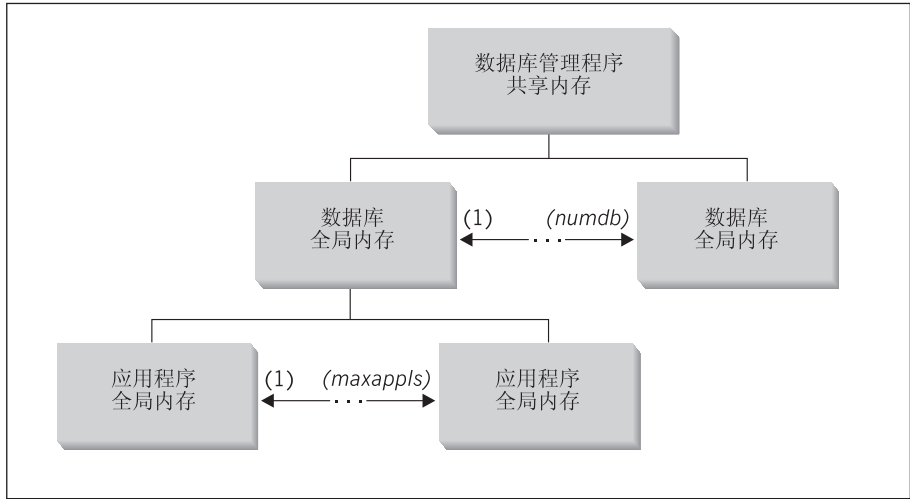 数据库管理程序
共享内存
数据库
全局内存
(1) (numdb)
...
数据库
全局内存
应用程序
全局内存
(1) (maxappls)
...
应用程序
全局内存